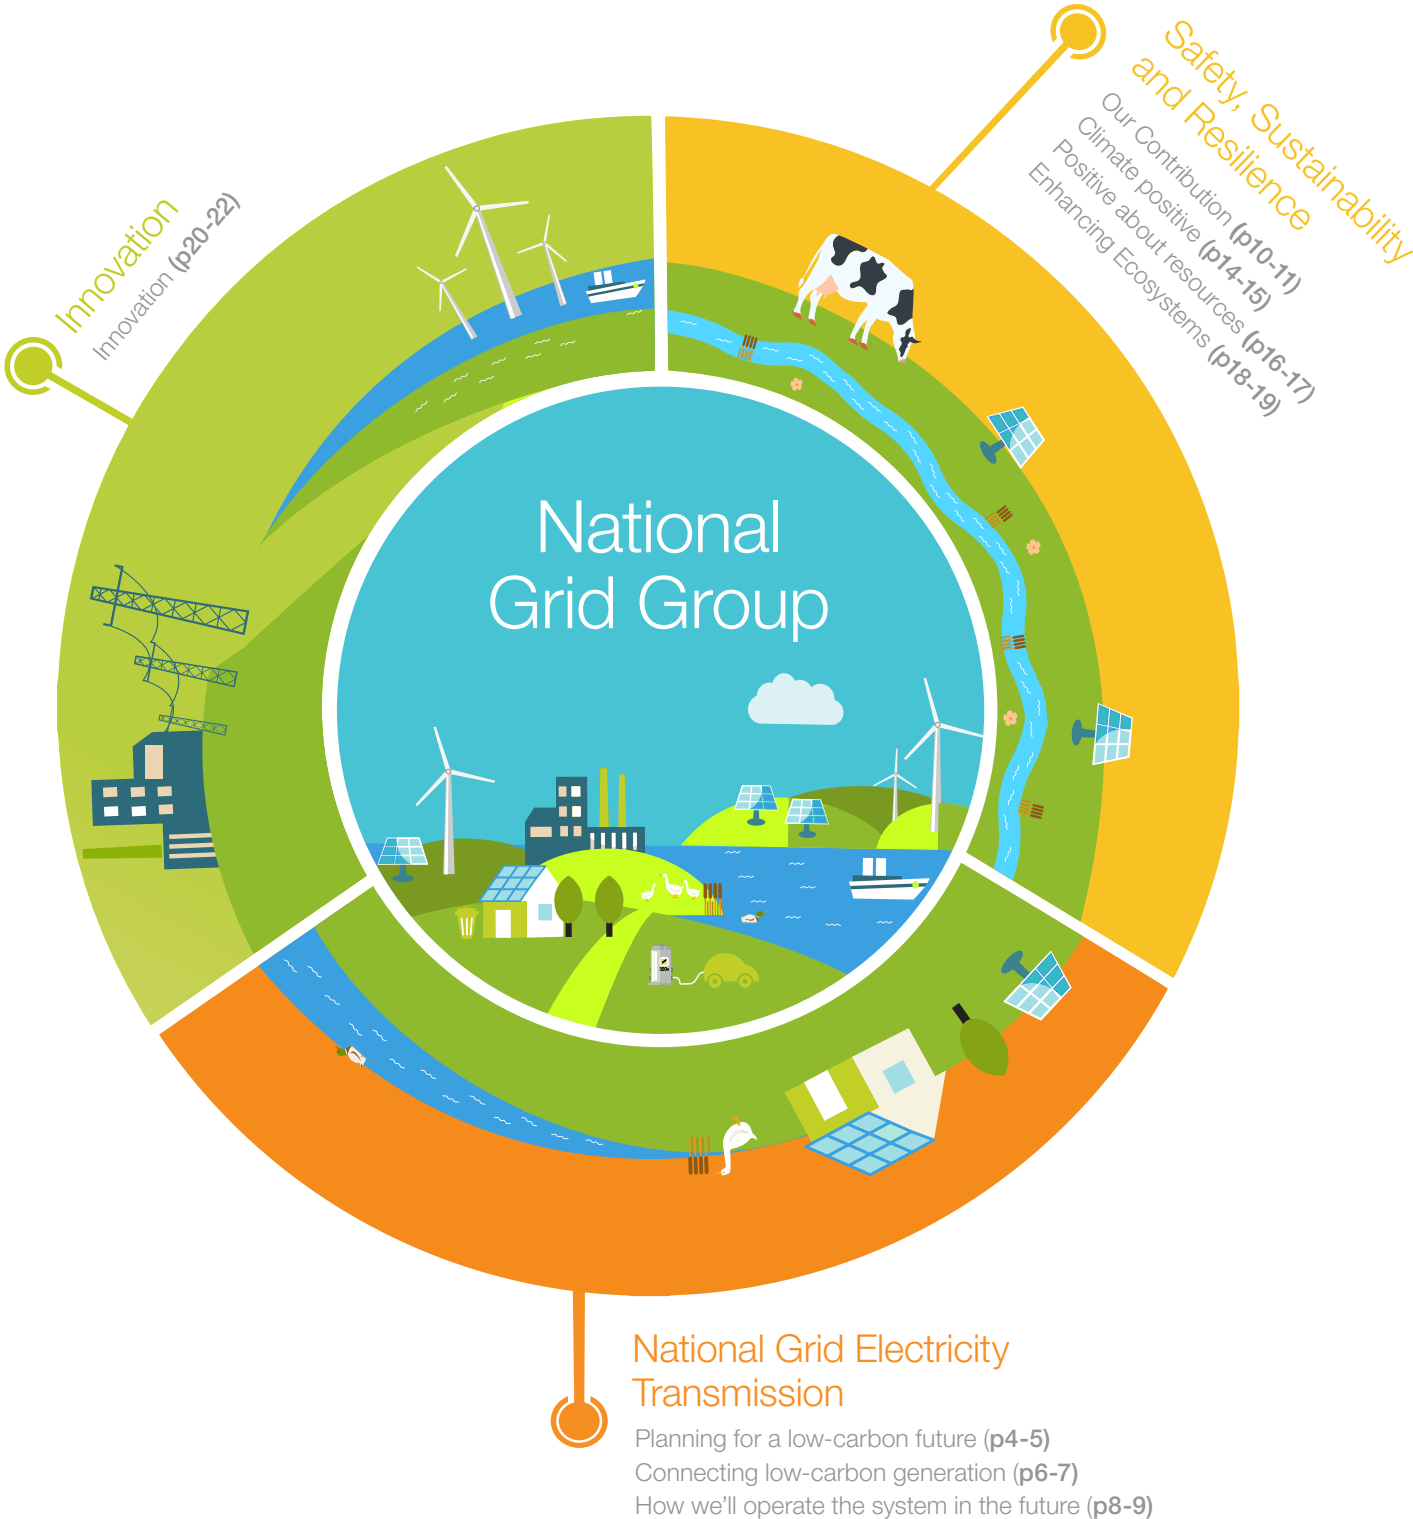 Safety, Sustainability
and Resilience
Our Contribution (p10-11)
Climate positive (p14-15)
Positive about resources (p16-17)
Enhancing Ecosystems (p18-19)
Innovation
Innovation (p20-22)
National
Grid Group
National Grid Electricity
Transmission
Planning for a low-carbon future (p4-5)
Connecting low-carbon generation (p6-7)
How we'll operate the system in the future (p8-9)